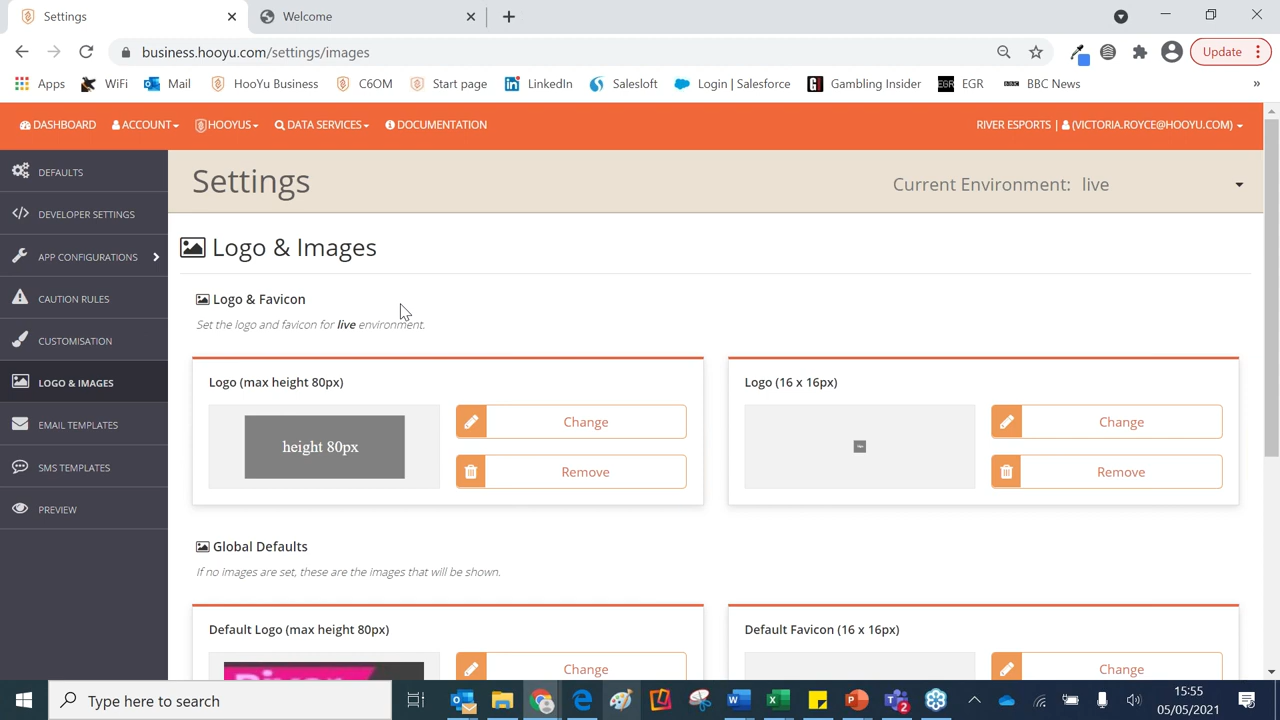 Settings
Welcome
business.hooyu.com/settings/images
Update
Apps
WiFi
Mail
HooYu Business
C6OM
Start page
LinkedIn
Salesloft
Login | Salesforce
Gambling Insider
EGR
EGR
BBC News
»
DASHBOARD
ACCOUNT
HOOYUS
DATA SERVICES
DOCUMENTATION
RIVER ESPORTS | (VICTORIA.ROYCE@HOOYU.COM)
DEFAULTS
DEVELOPER SETTINGS
APP CONFIGURATIONS
CAUTION RULES
CUSTOMISATION
LOGO & IMAGES
EMAIL TEMPLATES
SMS TEMPLATES
PREVIEW
Settings
Current Environment: live
Logo & Images
Logo & Favicon
Set the logo and favicon for live environment.
Logo (max height 80px)
height 80px
Change
Remove
Logo (16 x 16px)
Change
Remove
Global Defaults
If no images are set, these are the images that will be shown.
Default Logo (max height 80px)
River
Change
Default Favicon (16 x 16px)
Change
Type here to search
15:55
05/05/2021